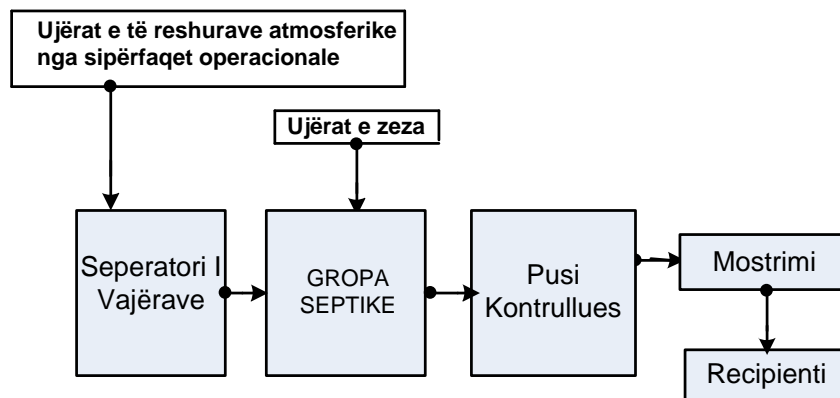 Ujërat e të reshurave atmosferike
nga sipërfaqet operacionale
Ujërat e zeza
Seperatori I
Vajërave
GROPA
SEPTIKE
Pusi
Kontrullues
Mostrimi
Recipienti